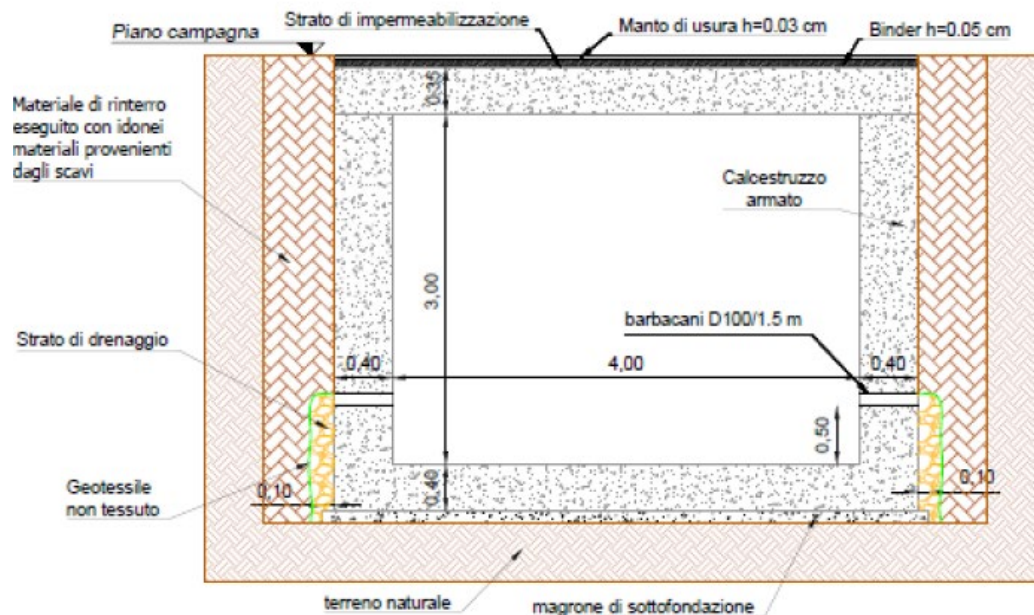 Strato di impermeabilizzazione
Manto di usura h=0.03 cm
Piano campagna
Binder h=0.05 cm
0,35
Materiale di rinterro
eseguito con idonei
materiali provenienti
dagli scavi
Calcestruzzo
armato
3,00
barbacani D100/1.5 m
Strato di drenaggio
0,40
4,00
0,40
0,50
Geotessile
non tessuto
0,10
0,40
0,10
terreno naturale
magrone di sottofondazione